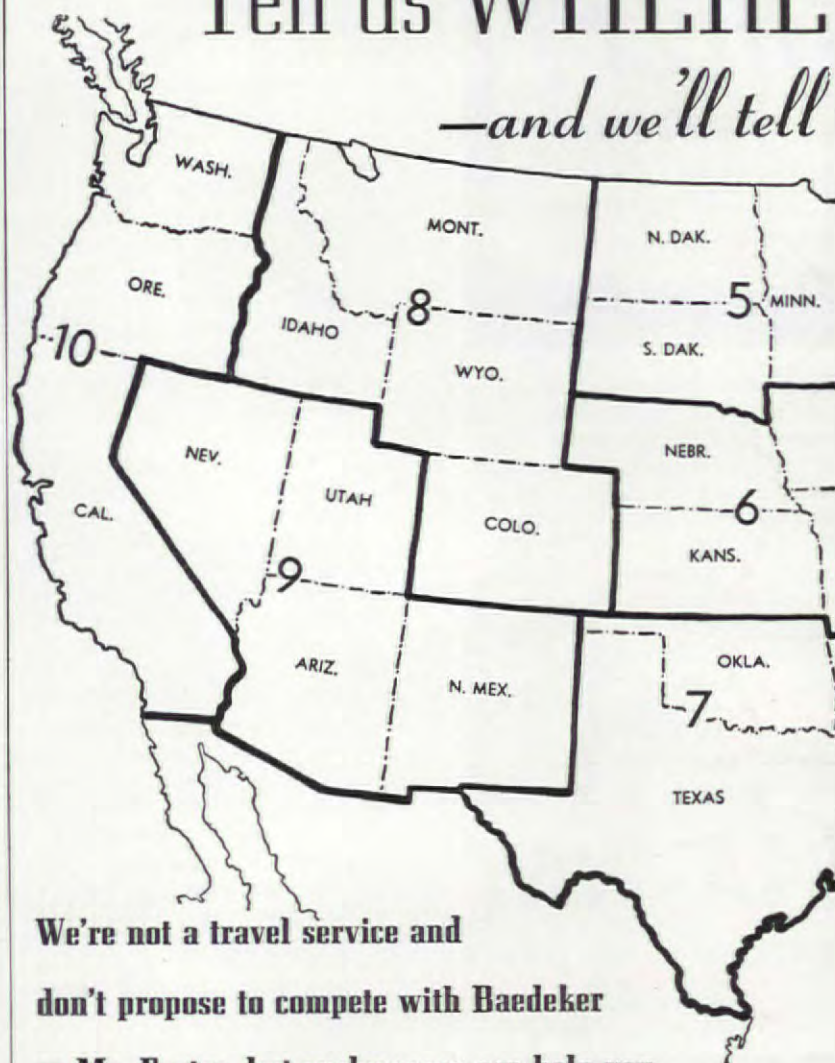 Tell us WHERE
—and we'll tell
WASH.
MONT.
N. DAK.
ORE.
8
5
MINN.
IDAHO
10
S. DAK.
WYO.
NEV.
NEBR.
UTAH
CAL.
COLO.
6
KANS.
9
ARIZ.
OKLA.
N. MEX.
7
TEXAS
We're not a travel service and
don't propose to compete with Baedeker